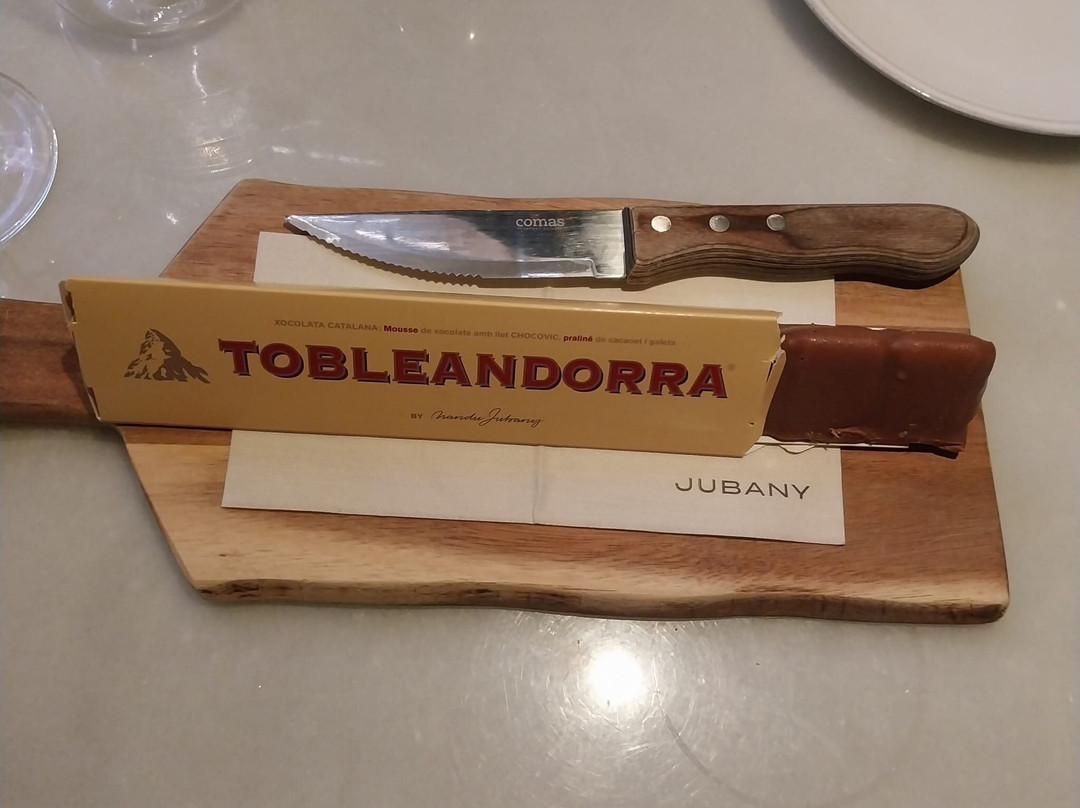 comas
XOCOLATA CATALANA: Mousse de xocolata amb llet CHOCOVIC, praliné de cacauet i galeta
TOBLEANDORRA
BY Nandu Jubany
JUBANY